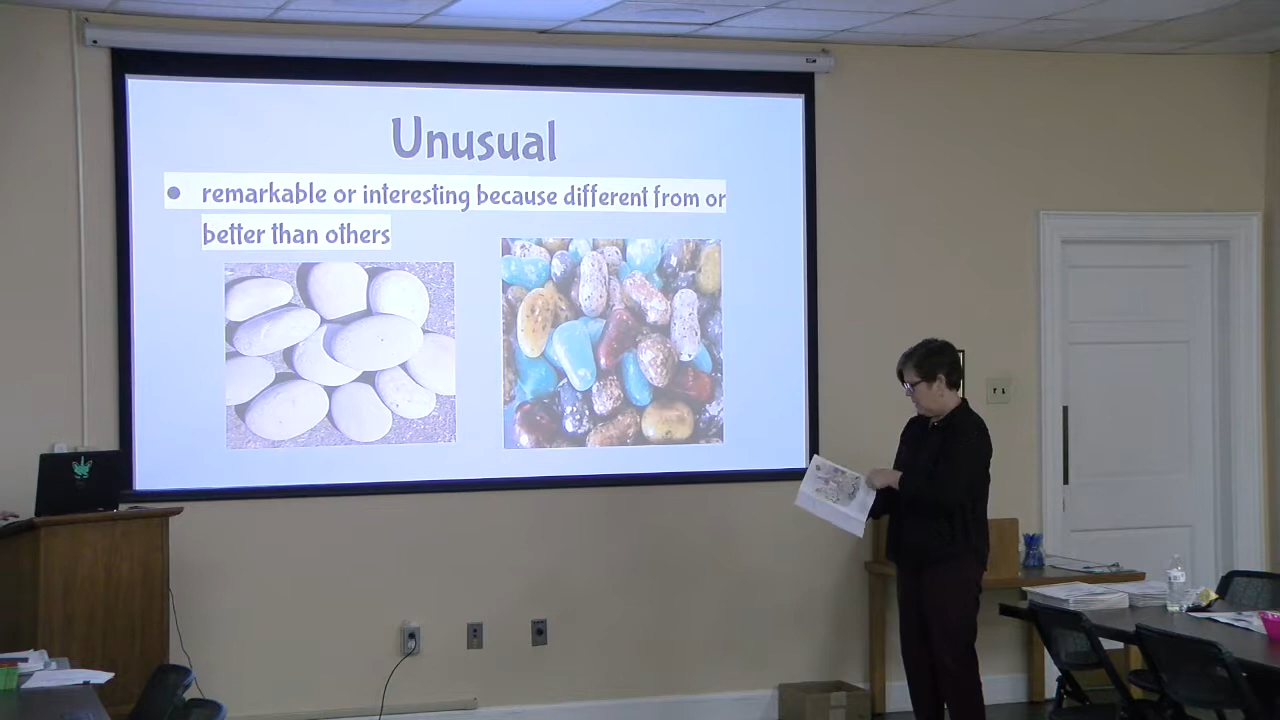 Unusual
remarkable or interesting because different from or
better than others